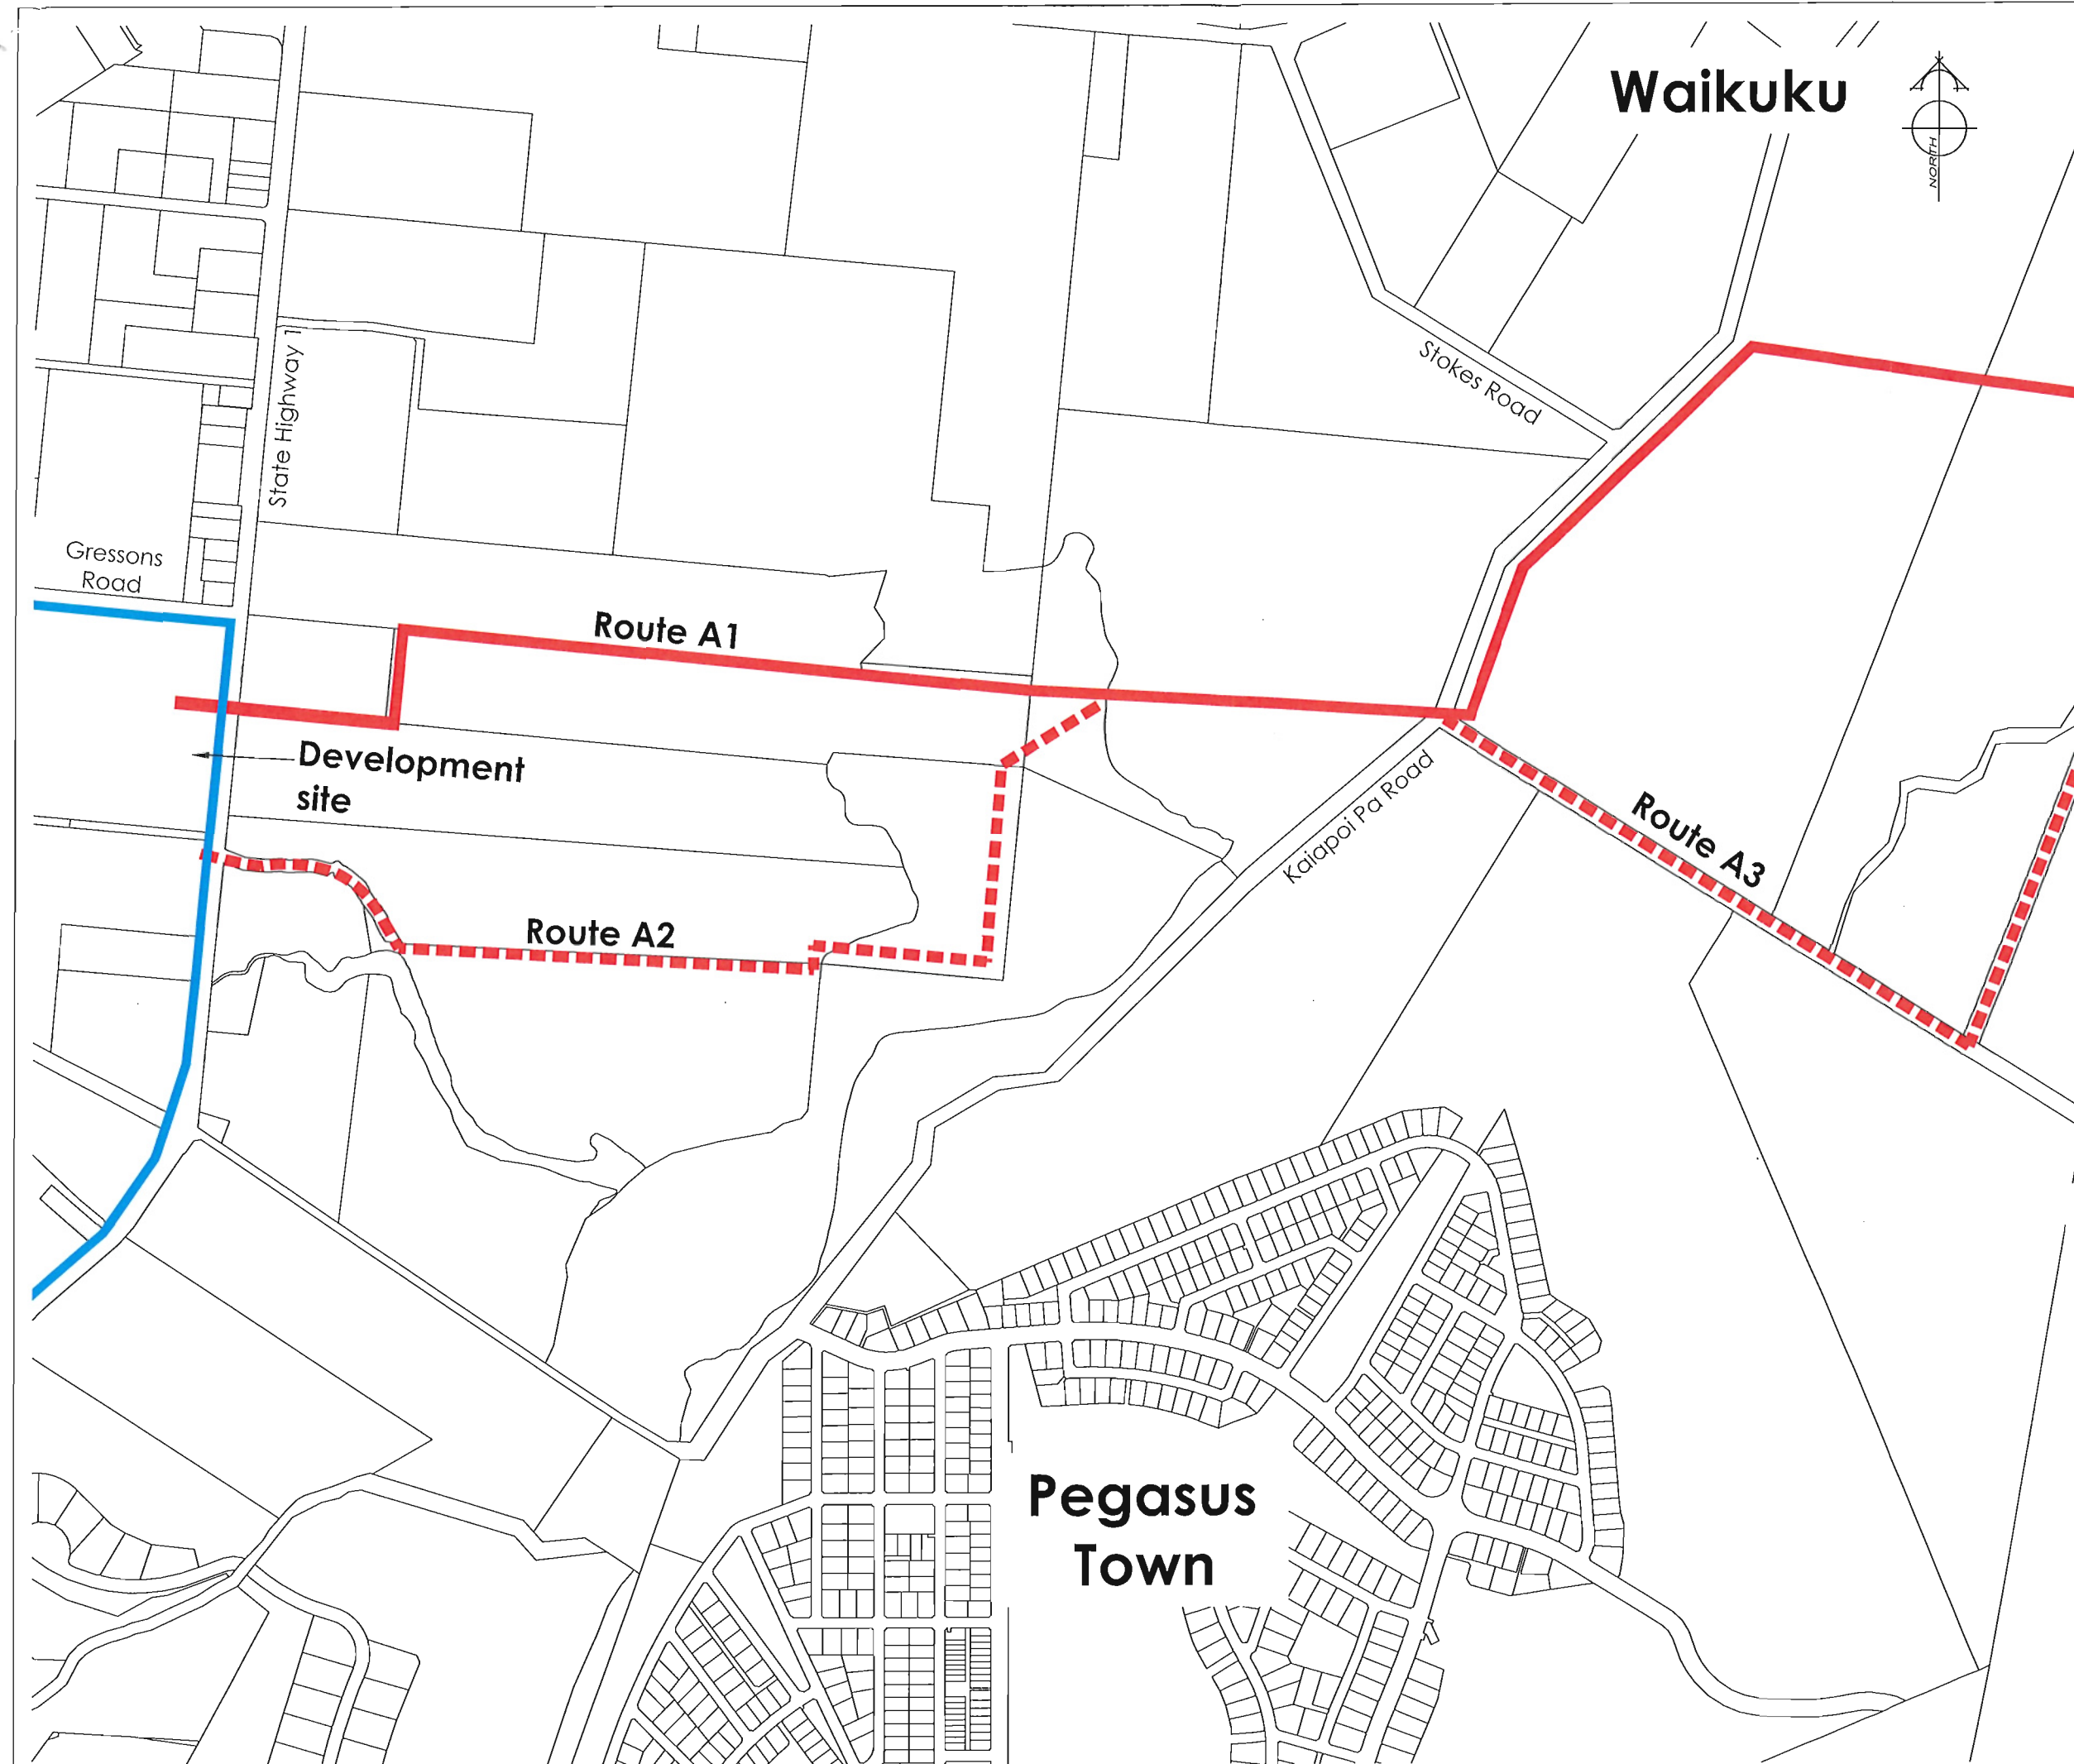 Waikuku
NORTH
Stokes Road
State Highway 1
Gressons
Road
Route A1
Development
site
Kaiapoi Pa Road
Route A3
Route A2
Pegasus
Town